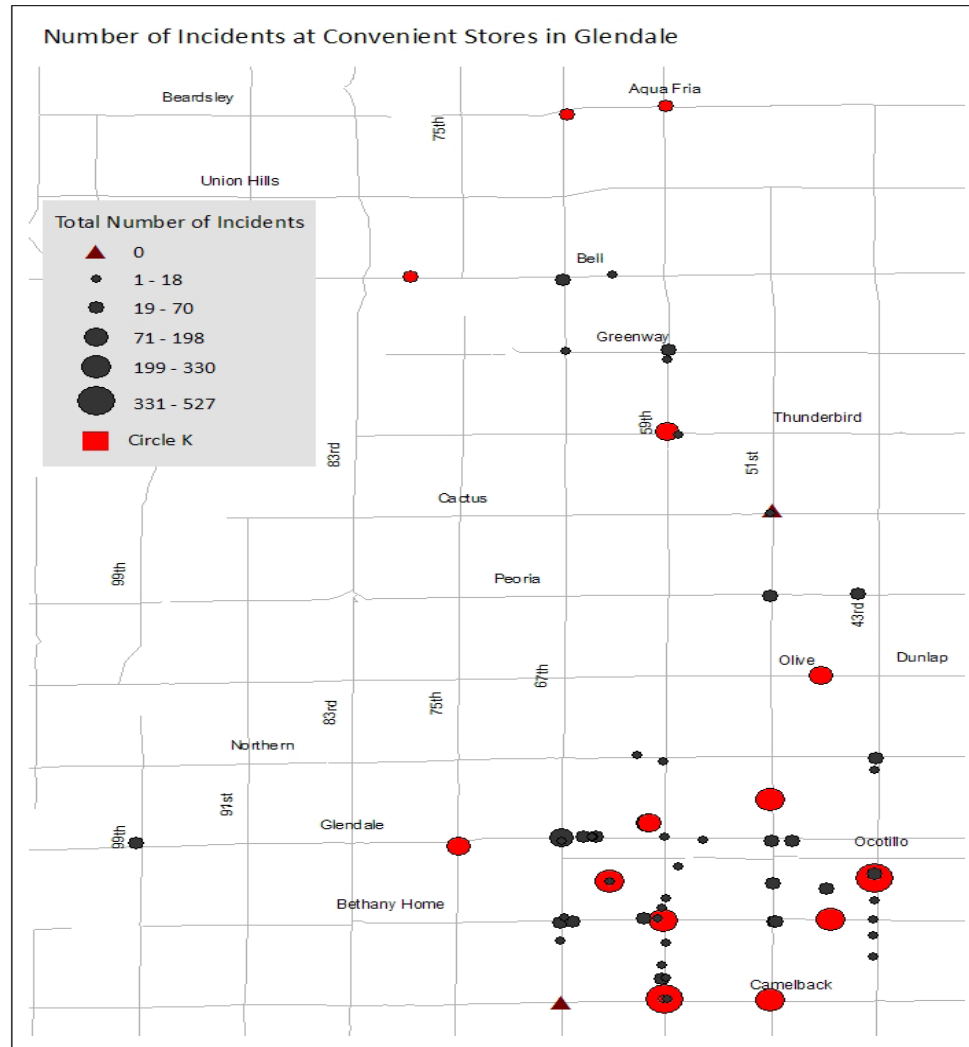 Number of Incidents at Convenient Stores in Glendale
Aqua Fria
Beardsley
75th
Union Hills
Total Number of Incidents
0
1 - 18
19 - 70
71 - 198
199 - 330
331 - 527
Circle K
Bell
Greenway
59th
Thunderbird
83rd
51st
Cactus
99th
Peoria
43rd
Olive
Dunlap
67th
75th
83rd
Northern
91st
99th
Glendale
Ocotillo
Bethany Home
Camelback